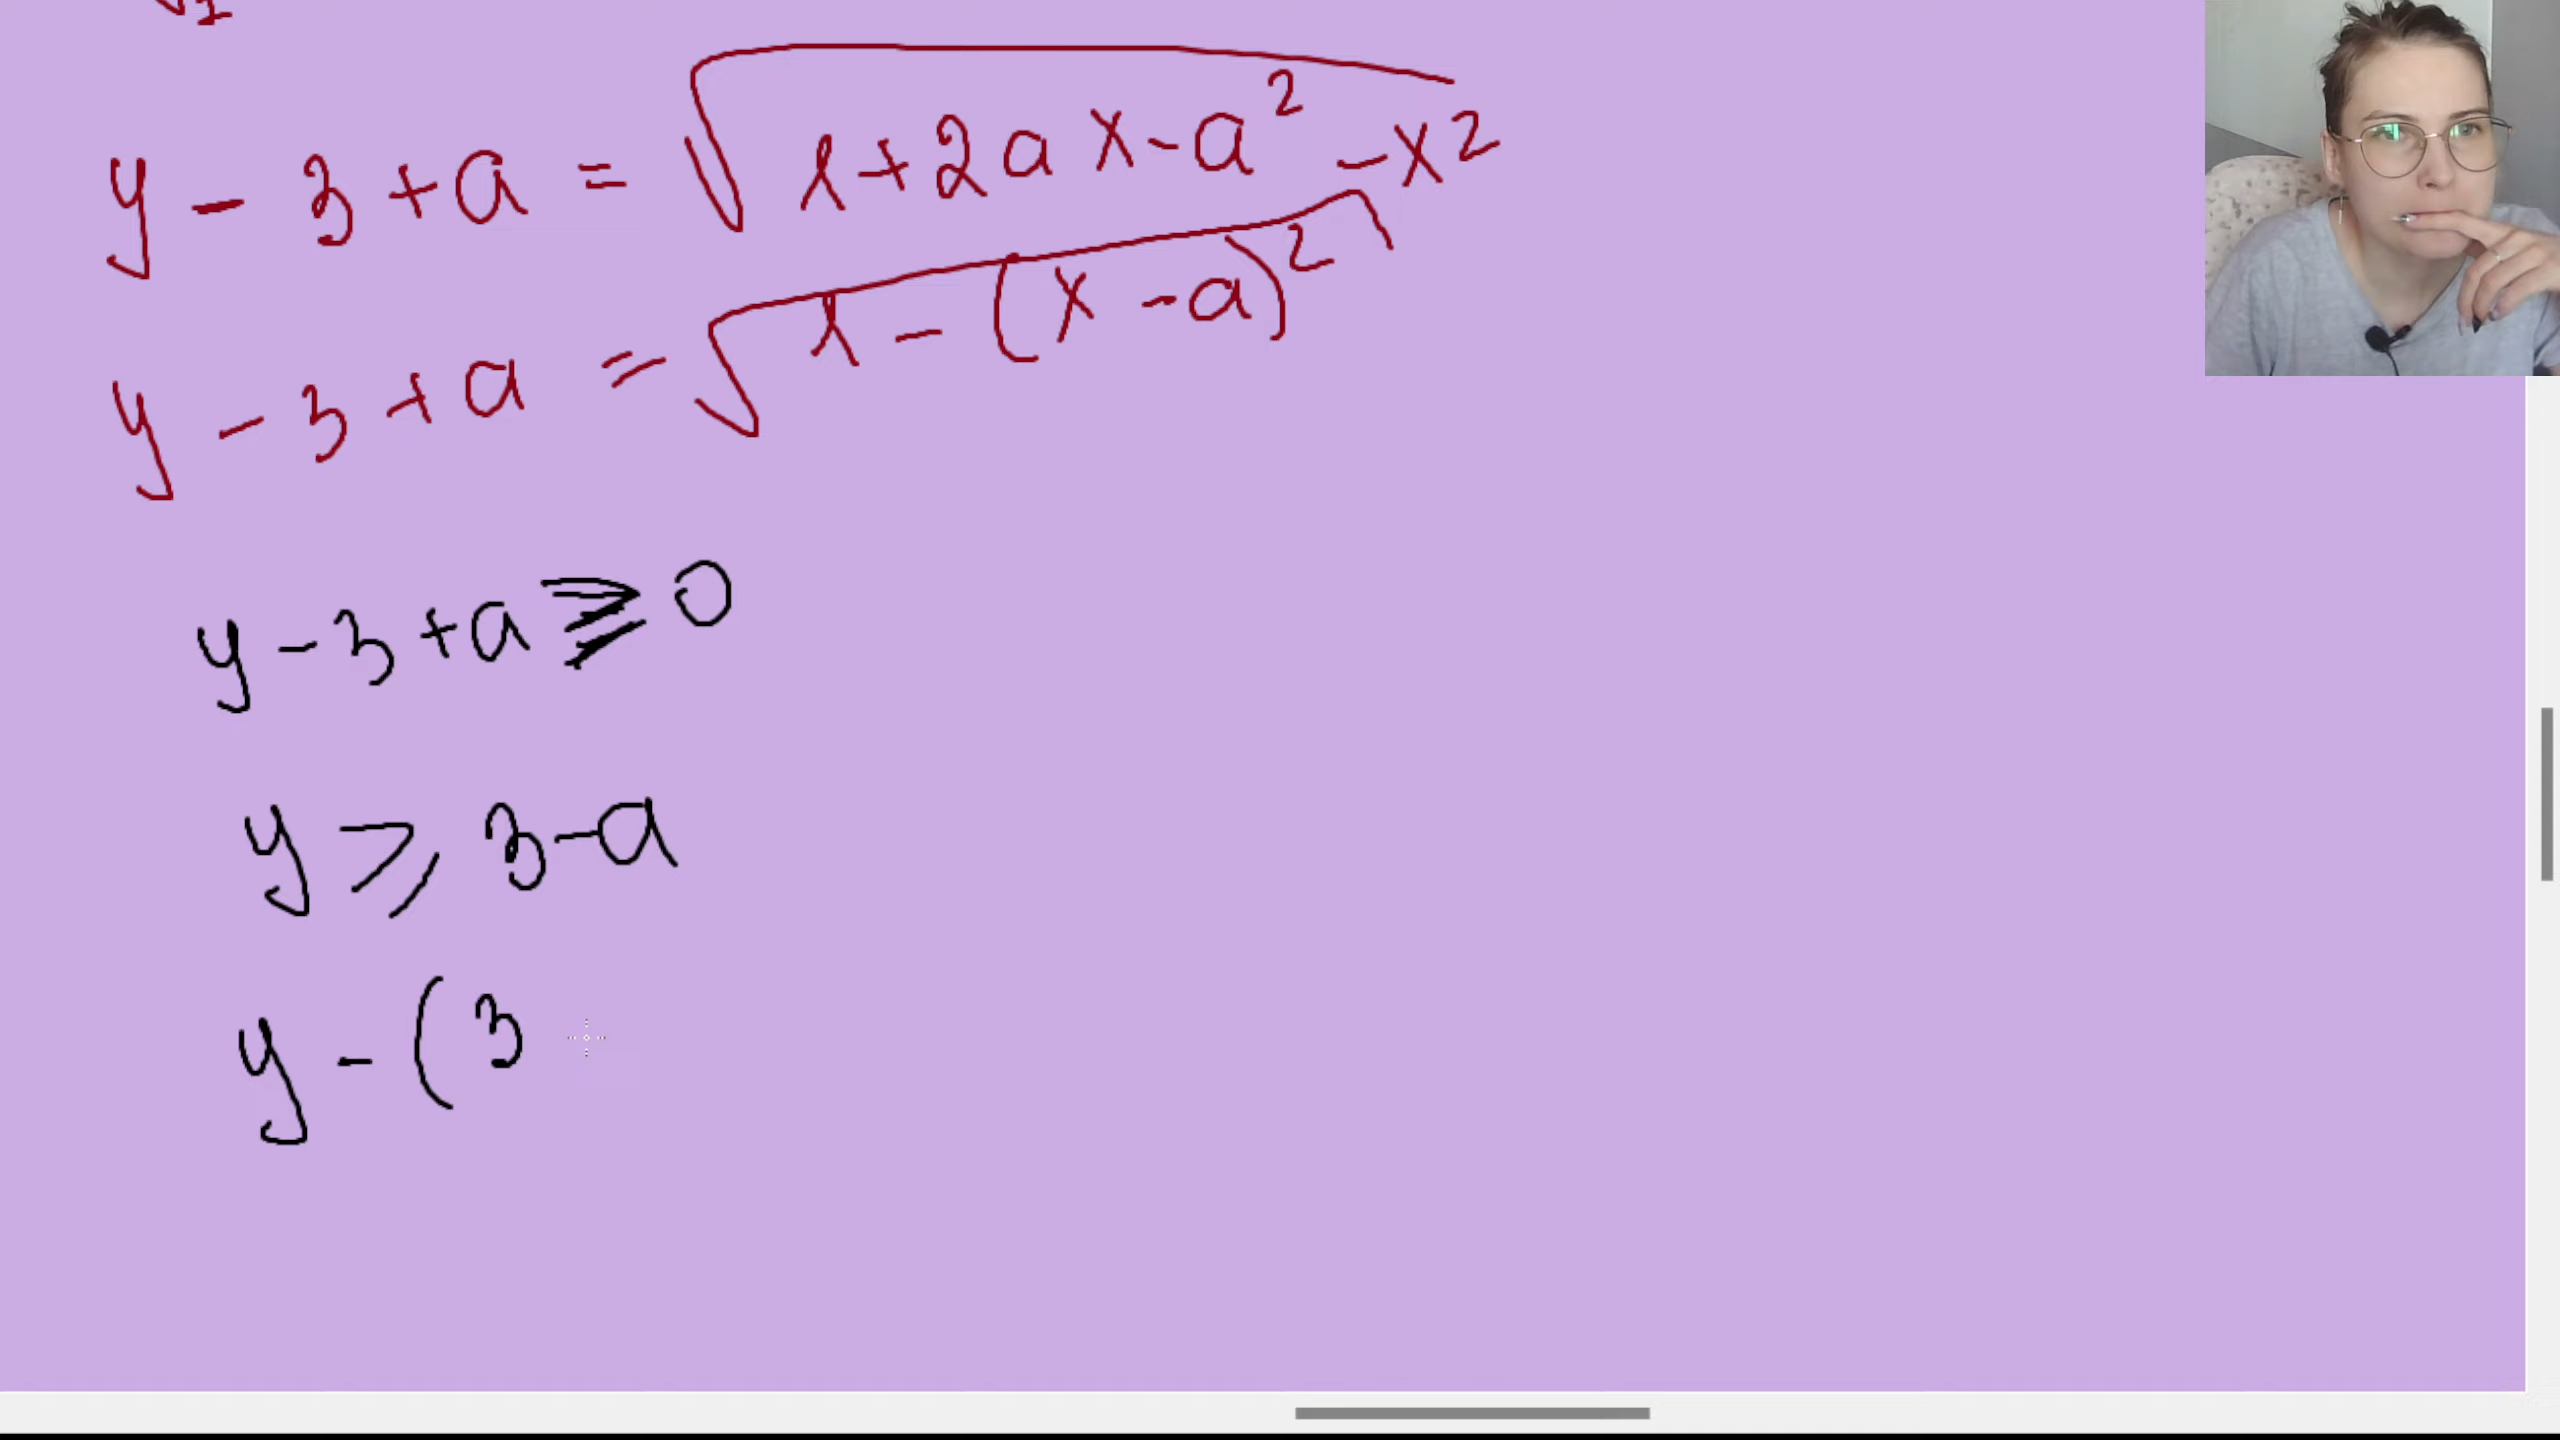 y - 3 + a = √(1 + 2ax - a² - x²)
y - 3 + a = √(1 - (x - a)²)
y - 3 + a ≥ 0
y ≥ 3 - a
y - (3